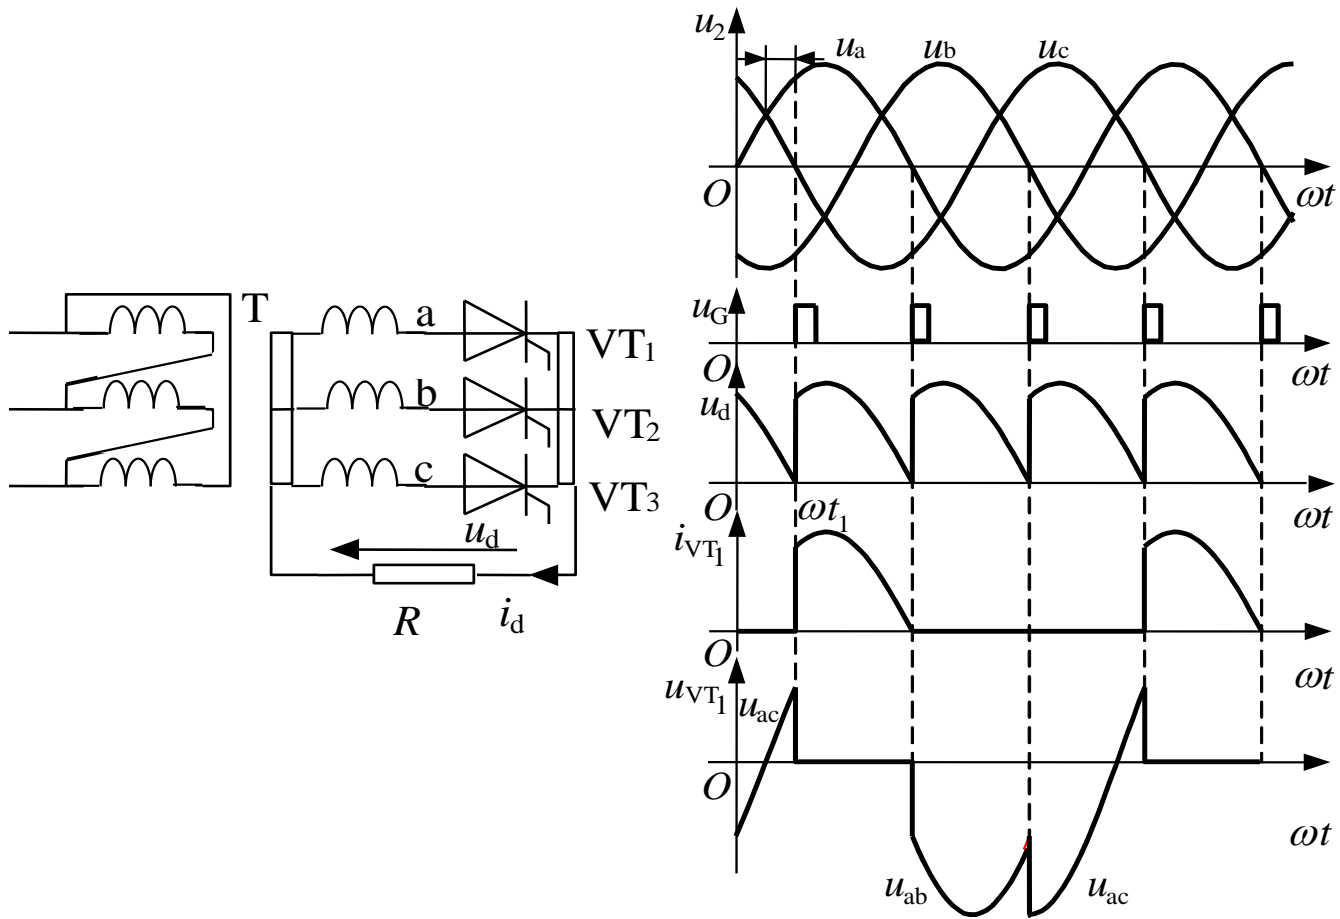 T
a
VT1
b
VT2
c
VT3
ud
R
id
u2
ua
ub
uc
O
ωt
uG
O
ωt
ud
O
ωt1
ωt
iVT1
O
ωt
uVT1
uac
O
ωt
uab
uac